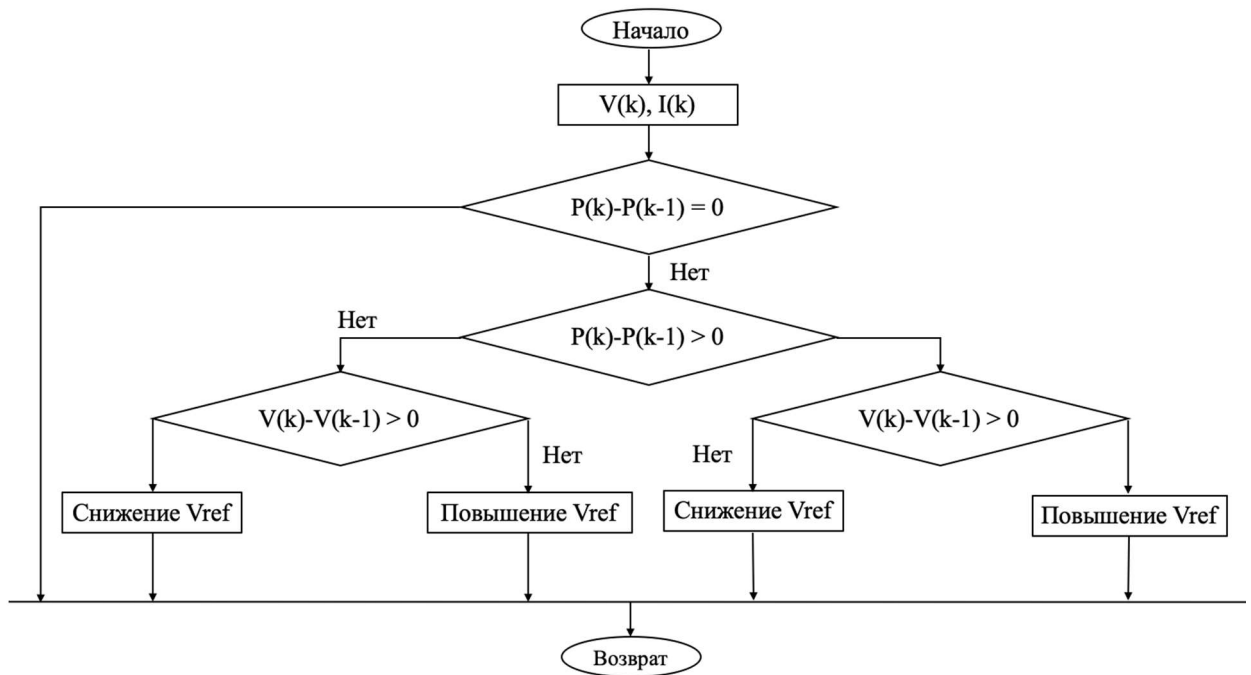 Начало
V(k), I(k)
P(k)-P(k-1) = 0
Нет
Нет
P(k)-P(k-1) > 0
V(k)-V(k-1) > 0
V(k)-V(k-1) > 0
Нет
Нет
Снижение Vref
Повышение Vref
Снижение Vref
Повышение Vref
Возврат